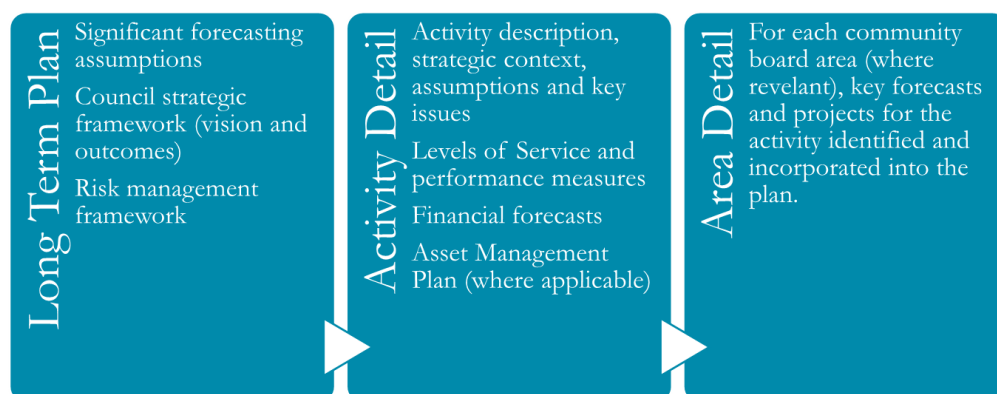 Long Term Plan
Significant forecasting
assumptions
Council strategic
framework (vision and
outcomes)
Risk management
framework
Activity Detail
Activity description,
strategic context,
assumptions and key
issues
Levels of Service and
performance measures
Financial forecasts
Asset Management
Plan (where applicable)
Area Detail
For each community
board area (where
revelant), key forecasts
and projects for the
activity identified and
incorporated into the
plan.